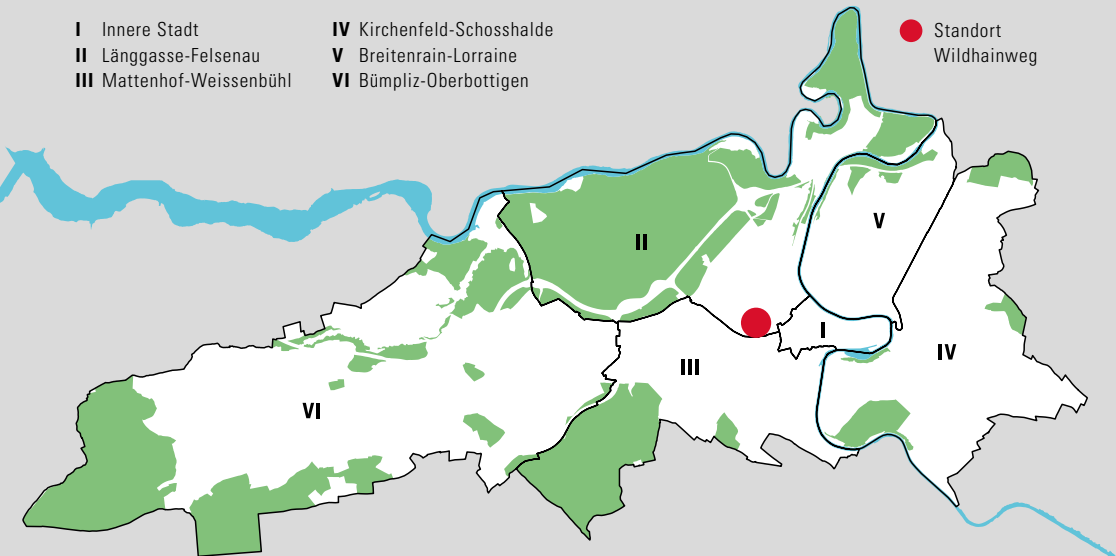 I Innere Stadt
II Länggasse-Felsenau
III Mattenhof-Weissenbühl
IV Kirchenfeld-Schosshalde
V Breitenrain-Lorraine
VI Bümpliz-Oberbottigen
Standort
Wildhainweg
V
II
I
IV
III
VI